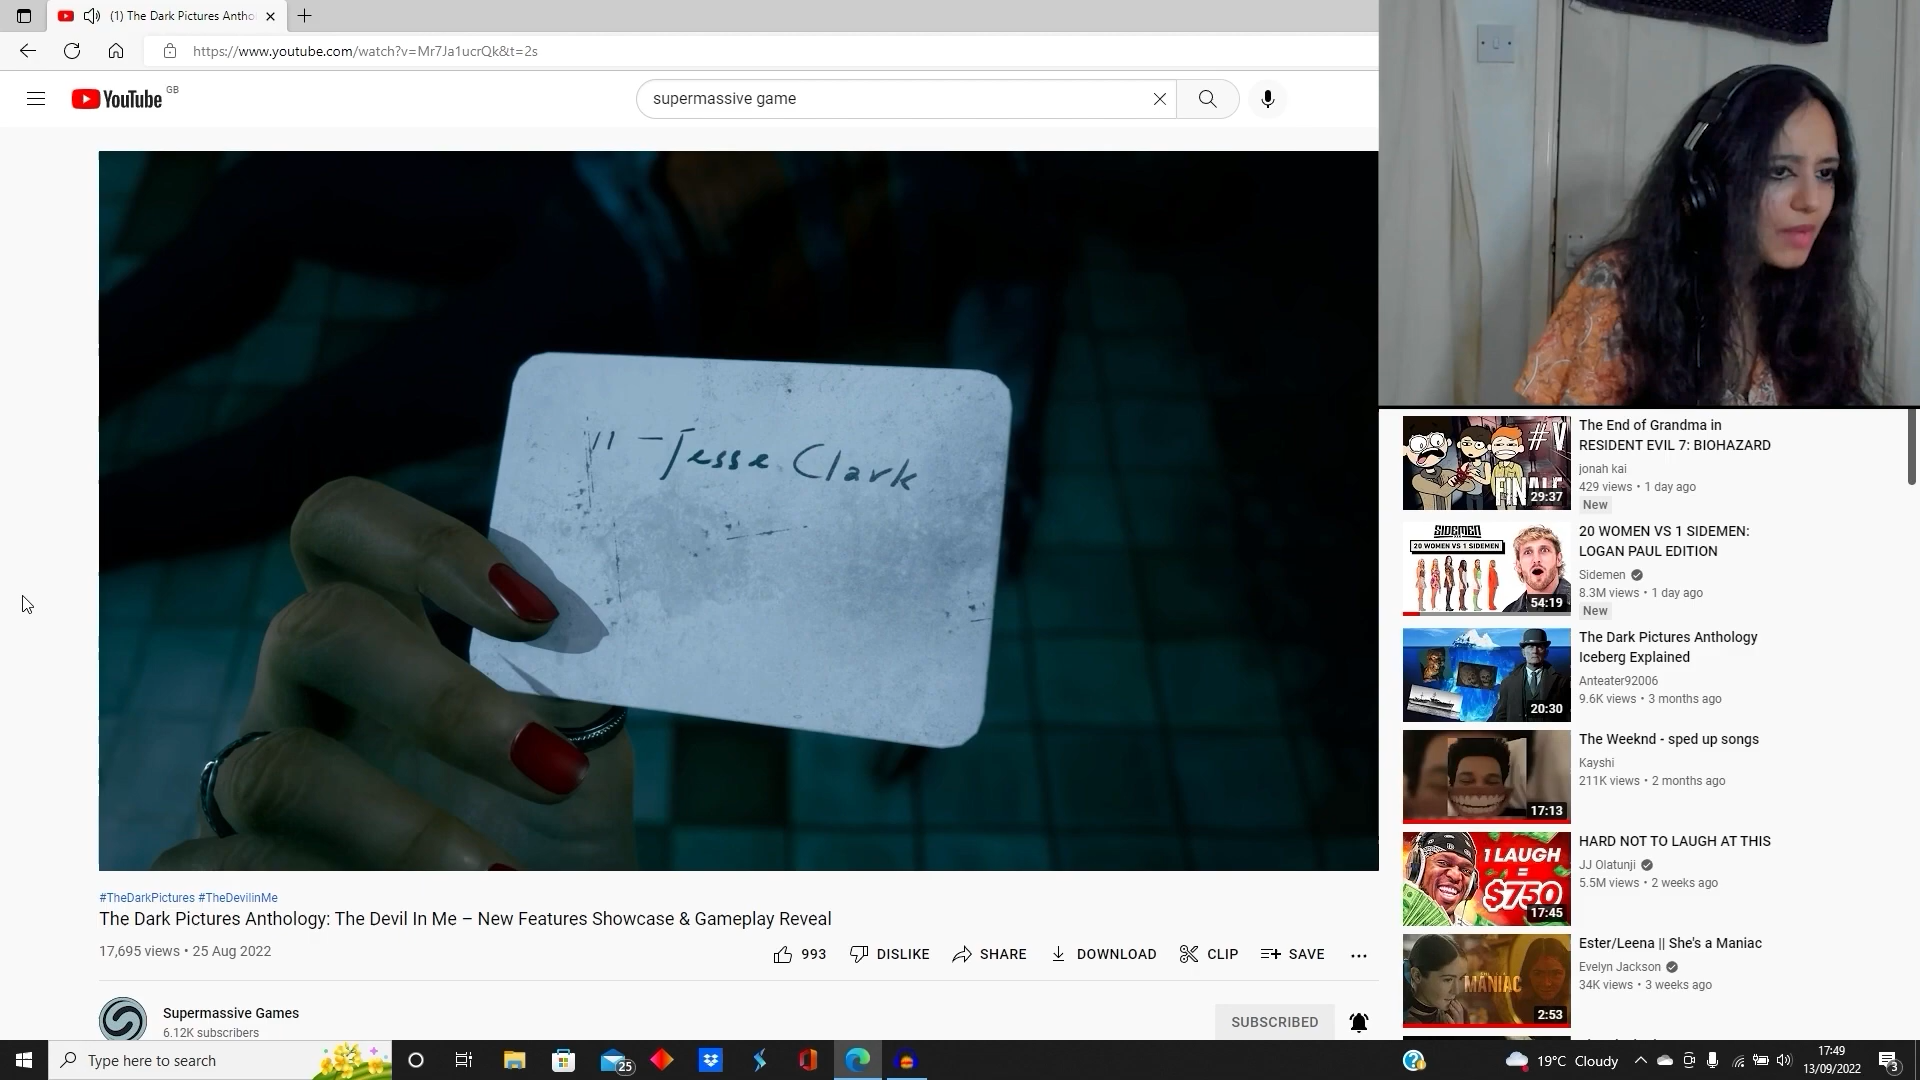 (1) The Dark Pictures Antho
https://www.youtube.com/watch?v=Mr7Ja1ucrQk&t=2s
YouTube GB
supermassive game
-Jesse Clark
#TheDarkPictures #TheDevilinMe
The Dark Pictures Anthology: The Devil In Me – New Features Showcase & Gameplay Reveal
17,695 views • 25 Aug 2022
993 DISLIKE SHARE DOWNLOAD CLIP SAVE
Supermassive Games
6.12K subscribers
SUBSCRIBED
#V
FINALE
29:37
The End of Grandma in
RESIDENT EVIL 7: BIOHAZARD
jonah kai
429 views • 1 day ago
New
SIDEMEN
20 WOMEN VS 1 SIDEMEN
54:19
20 WOMEN VS 1 SIDEMEN:
LOGAN PAUL EDITION
Sidemen
8.3M views • 1 day ago
New
20:30
The Dark Pictures Anthology
Iceberg Explained
Anteater92006
9.6K views • 3 months ago
17:13
The Weeknd - sped up songs
Kayshi
211K views • 2 months ago
1 LAUGH
=
$750
17:45
HARD NOT TO LAUGH AT THIS
JJ Olatunji
5.5M views • 2 weeks ago
MANIAC
2:53
Ester/Leena || She's a Maniac
Evelyn Jackson
34K views • 3 weeks ago
Type here to search
25
19°C Cloudy
17:49
13/09/2022
3